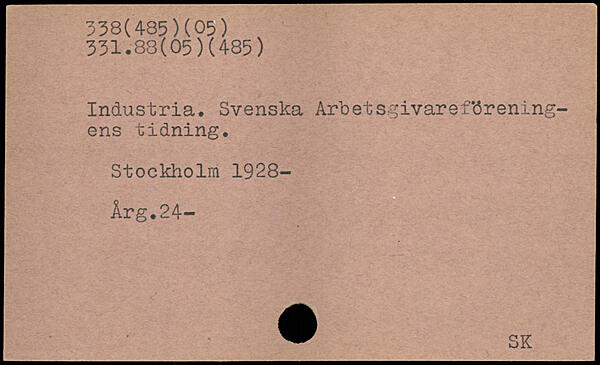 338(485)(05)
331.88(05)(485)
Industria. Svenska Arbetsgivareförening-
ens tidning.
Stockholm 1928-
Årg.24-
SK